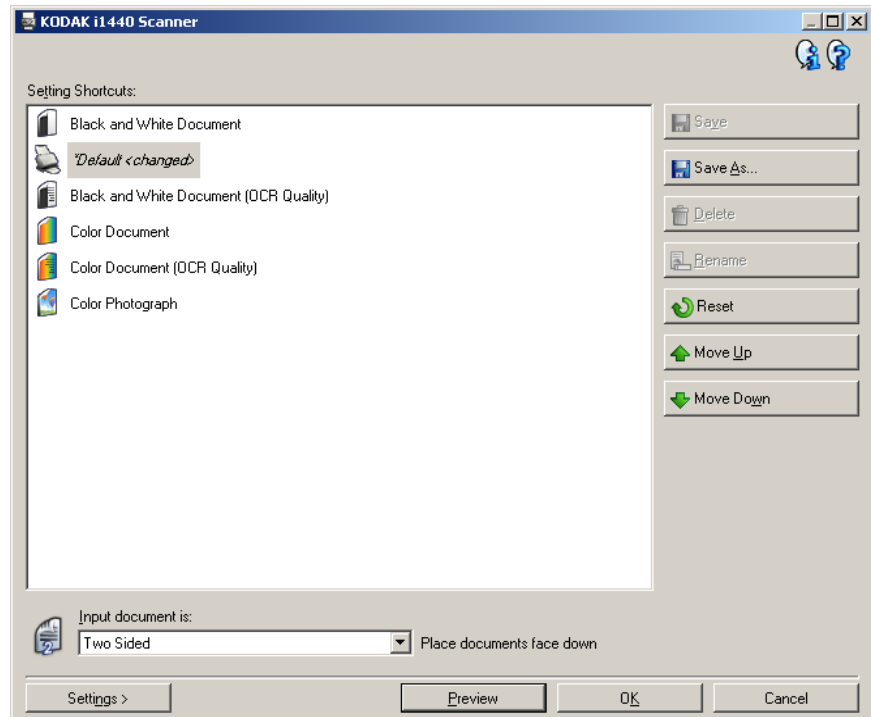 KODAK i1440 Scanner
Setting Shortcuts:
Black and White Document
"Default <changed>
Black and White Document (OCR Quality)
Color Document
Color Document (OCR Quality)
Color Photograph
Save
Save As...
Delete
Rename
Reset
Move Up
Move Down
Input document is:
2
Two Sided
Place documents face down
Settings >
Preview
OK
Cancel